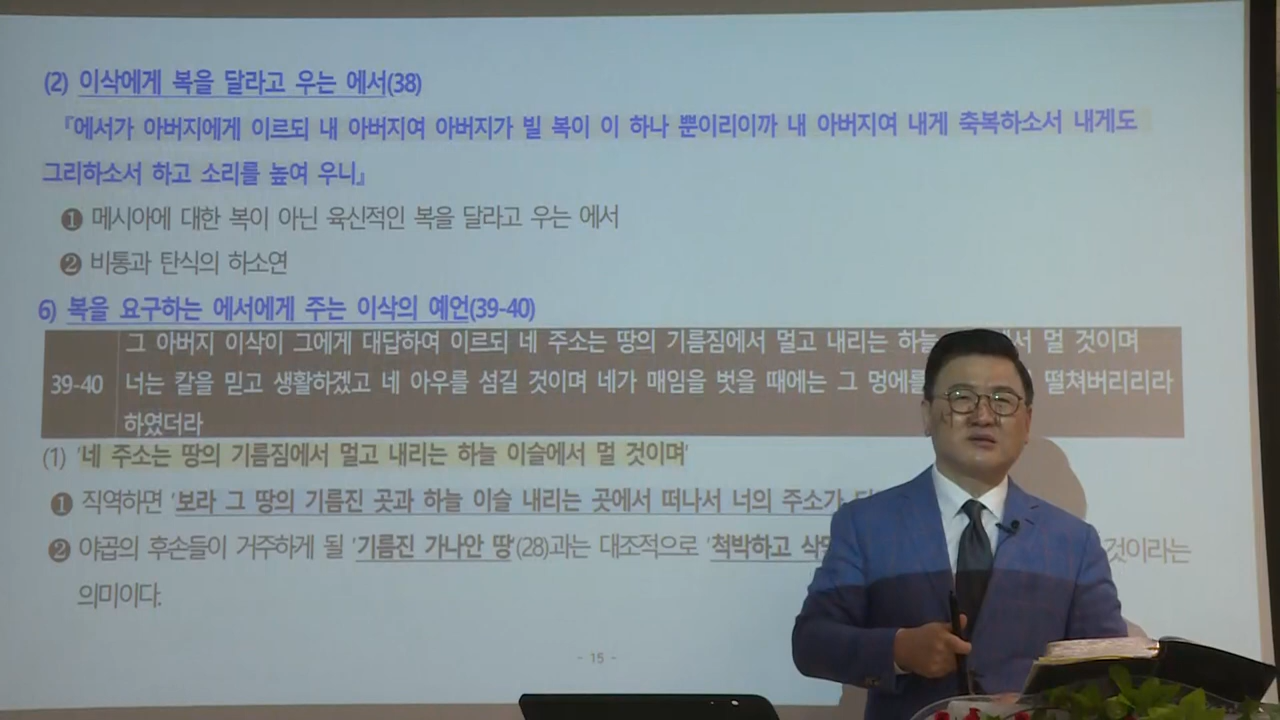 (2) 이삭에게 복을 달라고 우는 에서(38)
『에서가 아버지에게 이르되 내 아버지여 아버지가 빌 복이 이 하나 뿐이리이까 내 아버지여 내게 축복하소서 내게도
그리하소서 하고 소리를 높여 우니』
❶ 메시아에 대한 복이 아닌 육신적인 복을 달라고 우는 에서
❷ 비통과 탄식의 하소연
6) 복을 요구하는 에서에게 주는 이삭의 예언(39-40)
그 아버지 이삭이 그에게 대답하여 이르되 네 주소는 땅의 기름짐에서 멀고 내리는 하늘 멀 것이며
39-40 너는 칼을 믿고 생활하겠고 네 아우를 섬길 것이며 네가 매임을 벗을 때에는 그 멍에를 떨쳐버리리라
하였더라
(1) '네 주소는 땅의 기름짐에서 멀고 내리는 하늘 이슬에서 멀 것이며'
❶ 직역하면 '보라 그 땅의 기름진 곳과 하늘 이슬 내리는 곳에서 떠나서 너의 주소가
❷ 야곱의 후손들이 거주하게 될 '기름진 가나안 땅'(28)과는 대조적으로 '척박하고 것이라는
의미이다.
- 15 -